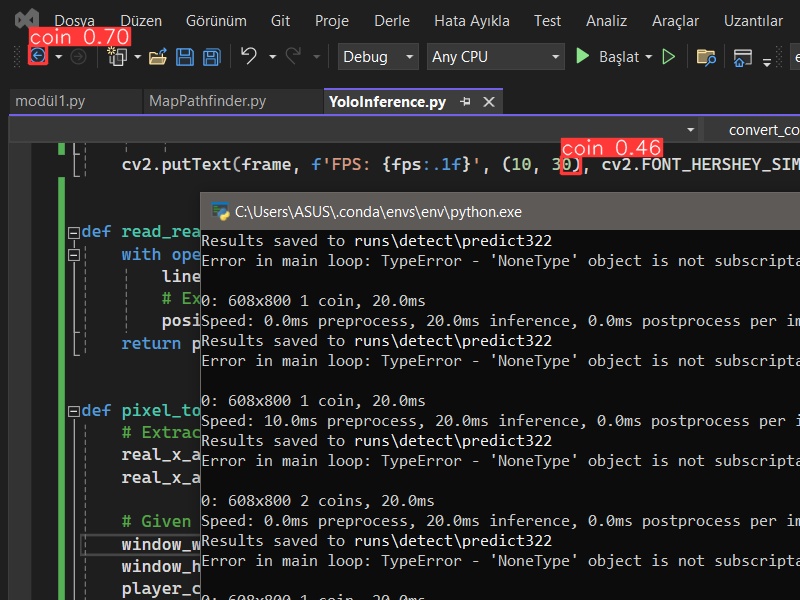 Dosya Düzen Görünüm Git Proje Derle Hata Ayıkla Test Analiz Araçlar Uzantılar
coin 0.70
Debug Any CPU Başlat
modül1.py MapPathfinder.py YoloInference.py
convert_co
coin 0.46
cv2.putText(frame, f'FPS: {fps:.1f}', (10, 30), cv2.FONT_HERSHEY_SIM
C:\Users\ASUS\.conda\envs\env\python.exe
def read_rea
with ope
line
# Ex
posi
return p
def pixel_to
# Extrac
real_x_a
real_x_a
# Given
window_w
window_h
player_c
Results saved to runs\detect\predict322
Error in main loop: TypeError - 'NoneType' object is not subscripta
0: 608x800 1 coin, 20.0ms
Speed: 0.0ms preprocess, 20.0ms inference, 0.0ms postprocess per im
Results saved to runs\detect\predict322
Error in main loop: TypeError - 'NoneType' object is not subscripta
0: 608x800 1 coin, 20.0ms
Speed: 10.0ms preprocess, 20.0ms inference, 0.0ms postprocess per i
Results saved to runs\detect\predict322
Error in main loop: TypeError - 'NoneType' object is not subscripta
0: 608x800 2 coins, 20.0ms
Speed: 0.0ms preprocess, 20.0ms inference, 0.0ms postprocess per im
Results saved to runs\detect\predict322
Error in main loop: TypeError - 'NoneType' object is not subscripta
0: 608x800 1 coin, 20.0ms